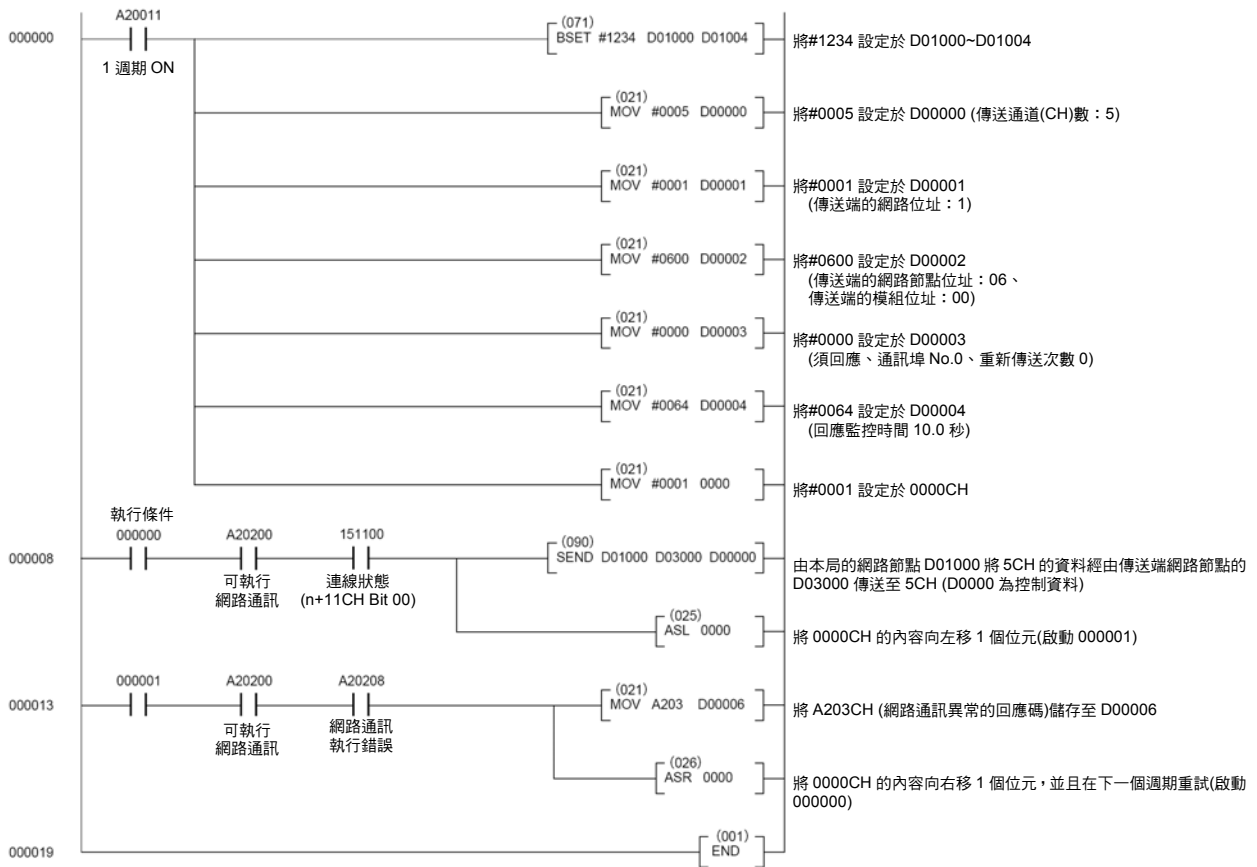 A20011
000000
1 週期 ON
(071)
BSET #1234 D01000 D01004
將#1234 設定於 D01000~D01004
(021)
MOV #0005 D00000
將#0005 設定於 D00000 (傳送通道(CH)數：5)
(021)
MOV #0001 D00001
將#0001 設定於 D00001
(傳送端的網路位址：1)
(021)
MOV #0600 D00002
將#0600 設定於 D00002
(傳送端的網路節點位址：06、
傳送端的模組位址：00)
(021)
MOV #0000 D00003
將#0000 設定於 D00003
(須回應、通訊埠 No.0、重新傳送次數 0)
(021)
MOV #0064 D00004
將#0064 設定於 D00004
(回應監控時間 10.0 秒)
(021)
MOV #0001 0000
將#0001 設定於 0000CH
執行條件
000000 A20200 151100
000008
可執行
網路通訊
連線狀態
(n+11CH Bit 00)
(090)
SEND D01000 D03000 D00000
由本局的網路節點 D01000 將 5CH 的資料經由傳送端網路節點的
D03000 傳送至 5CH (D0000 為控制資料)
(025)
ASL 0000
將 0000CH 的內容向左移 1 個位元(啟動 000001)
000001 A20200 A20208
000013
可執行
網路通訊
網路通訊
執行錯誤
(021)
MOV A203 D00006
將 A203CH (網路通訊異常的回應碼)儲存至 D00006
(026)
ASR 0000
將 0000CH 的內容向右移 1 個位元，並且在下一個週期重試(啟動
000000)
(001)
END
000019